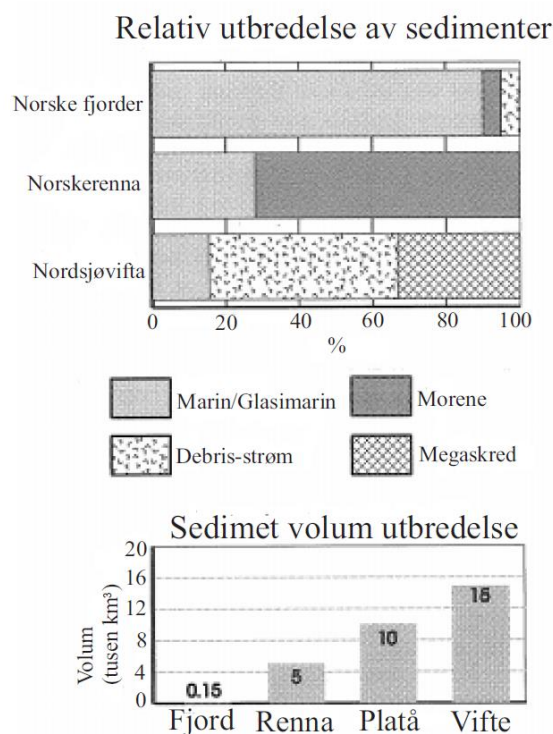 Relativ utbredelse av sedimenter
Norske fjorder
Norskerenna
Nordsjøvifta
0 20 40 60 80 100
%
Marin/Glasimarin Morene
Debris-strøm Megaskred
Sedimet volum utbredelse
Volum
(tusen km³)
20
16
12
8
4
0
0.15 5 10 15
Fjord Renna Platå Vifte